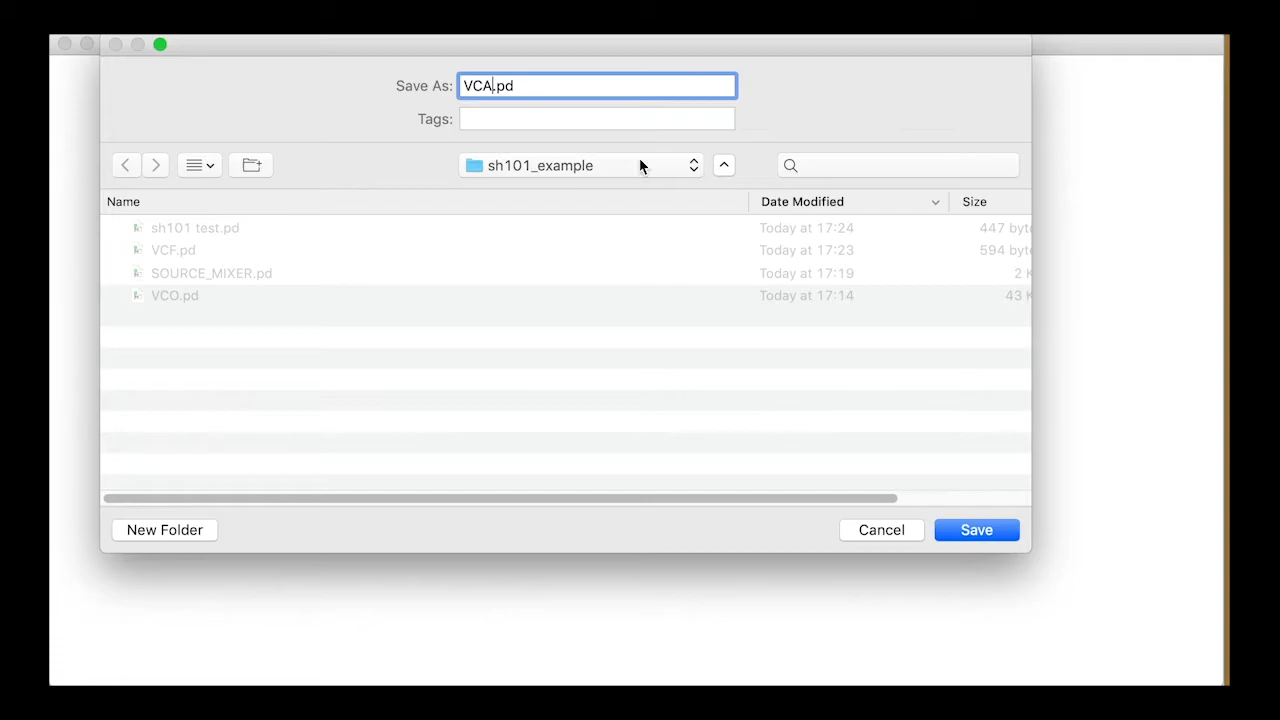 Save As: VCA.pd
Tags:
sh101_example
Name Date Modified Size
sh101 test.pd Today at 17:24 447 byt
VCF.pd Today at 17:23 594 byt
SOURCE_MIXER.pd Today at 17:19 2 K
VCO.pd Today at 17:14 43 K
New Folder Cancel Save